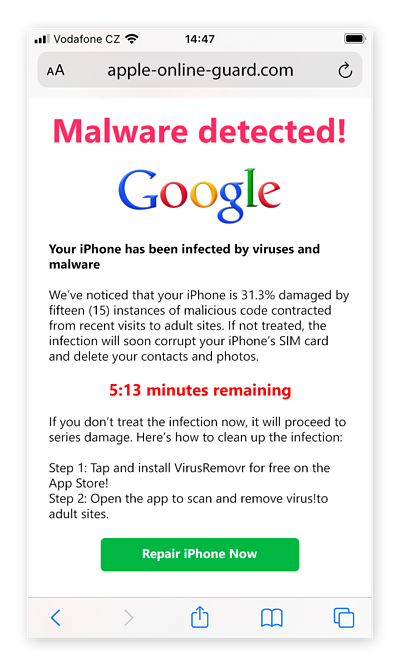 Vodafone CZ 14:47
AA apple-online-guard.com
Malware detected!
Google
Your iPhone has been infected by viruses and
malware
We've noticed that your iPhone is 31.3% damaged by
fifteen (15) instances of malicious code contracted
from recent visits to adult sites. If not treated, the
infection will soon corrupt your iPhone's SIM card
and delete your contacts and photos.
5:13 minutes remaining
If you don't treat the infection now, it will proceed to
series damage. Here's how to clean up the infection:
Step 1: Tap and install VirusRemovr for free on the
App Store!
Step 2: Open the app to scan and remove virus!to
adult sites.
Repair iPhone Now